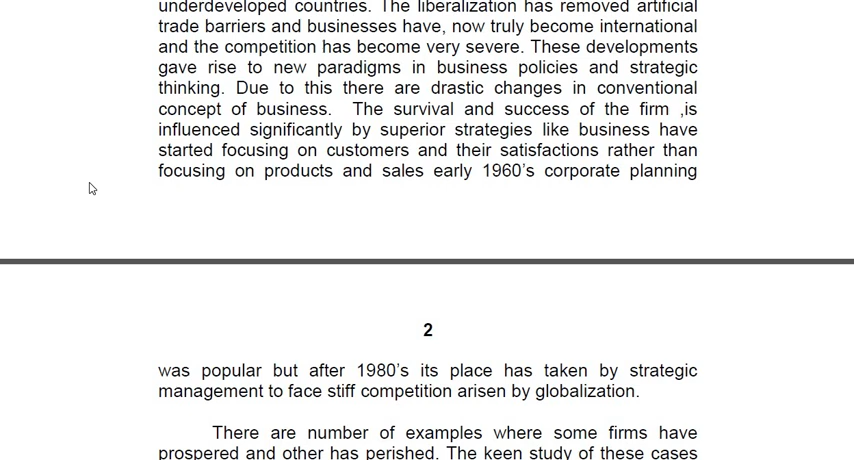 underdeveloped countries. The liberalization has removed artificial
trade barriers and businesses have, now truly become international
and the competition has become very severe. These developments
gave rise to new paradigms in business policies and strategic
thinking. Due to this there are drastic changes in conventional
concept of business.  The survival and success of the firm ,is
influenced significantly by superior strategies like business have
started focusing on customers and their satisfactions rather than
focusing on products and sales early 1960’s corporate planning
2
was popular but after 1980’s its place has taken by strategic
management to face stiff competition arisen by globalization.
There are number of examples where some firms have
prospered and other has perished. The keen study of these cases